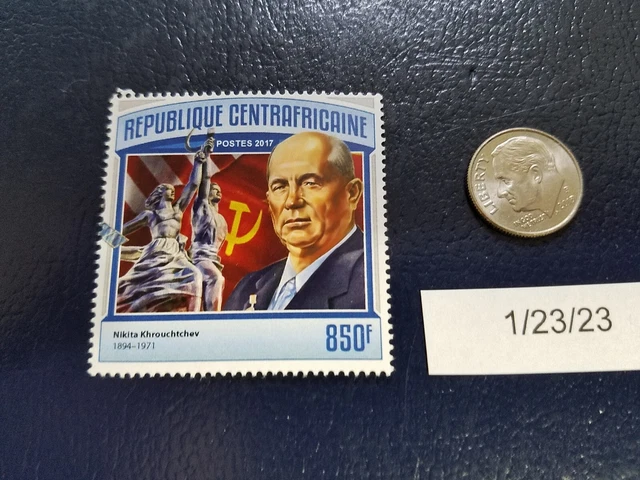 REPUBLIQUE CENTRAFRICAINE
POSTES 2017
Nikita Khrouchtchev
1894–1971
850F
LIBERTY
1/23/23